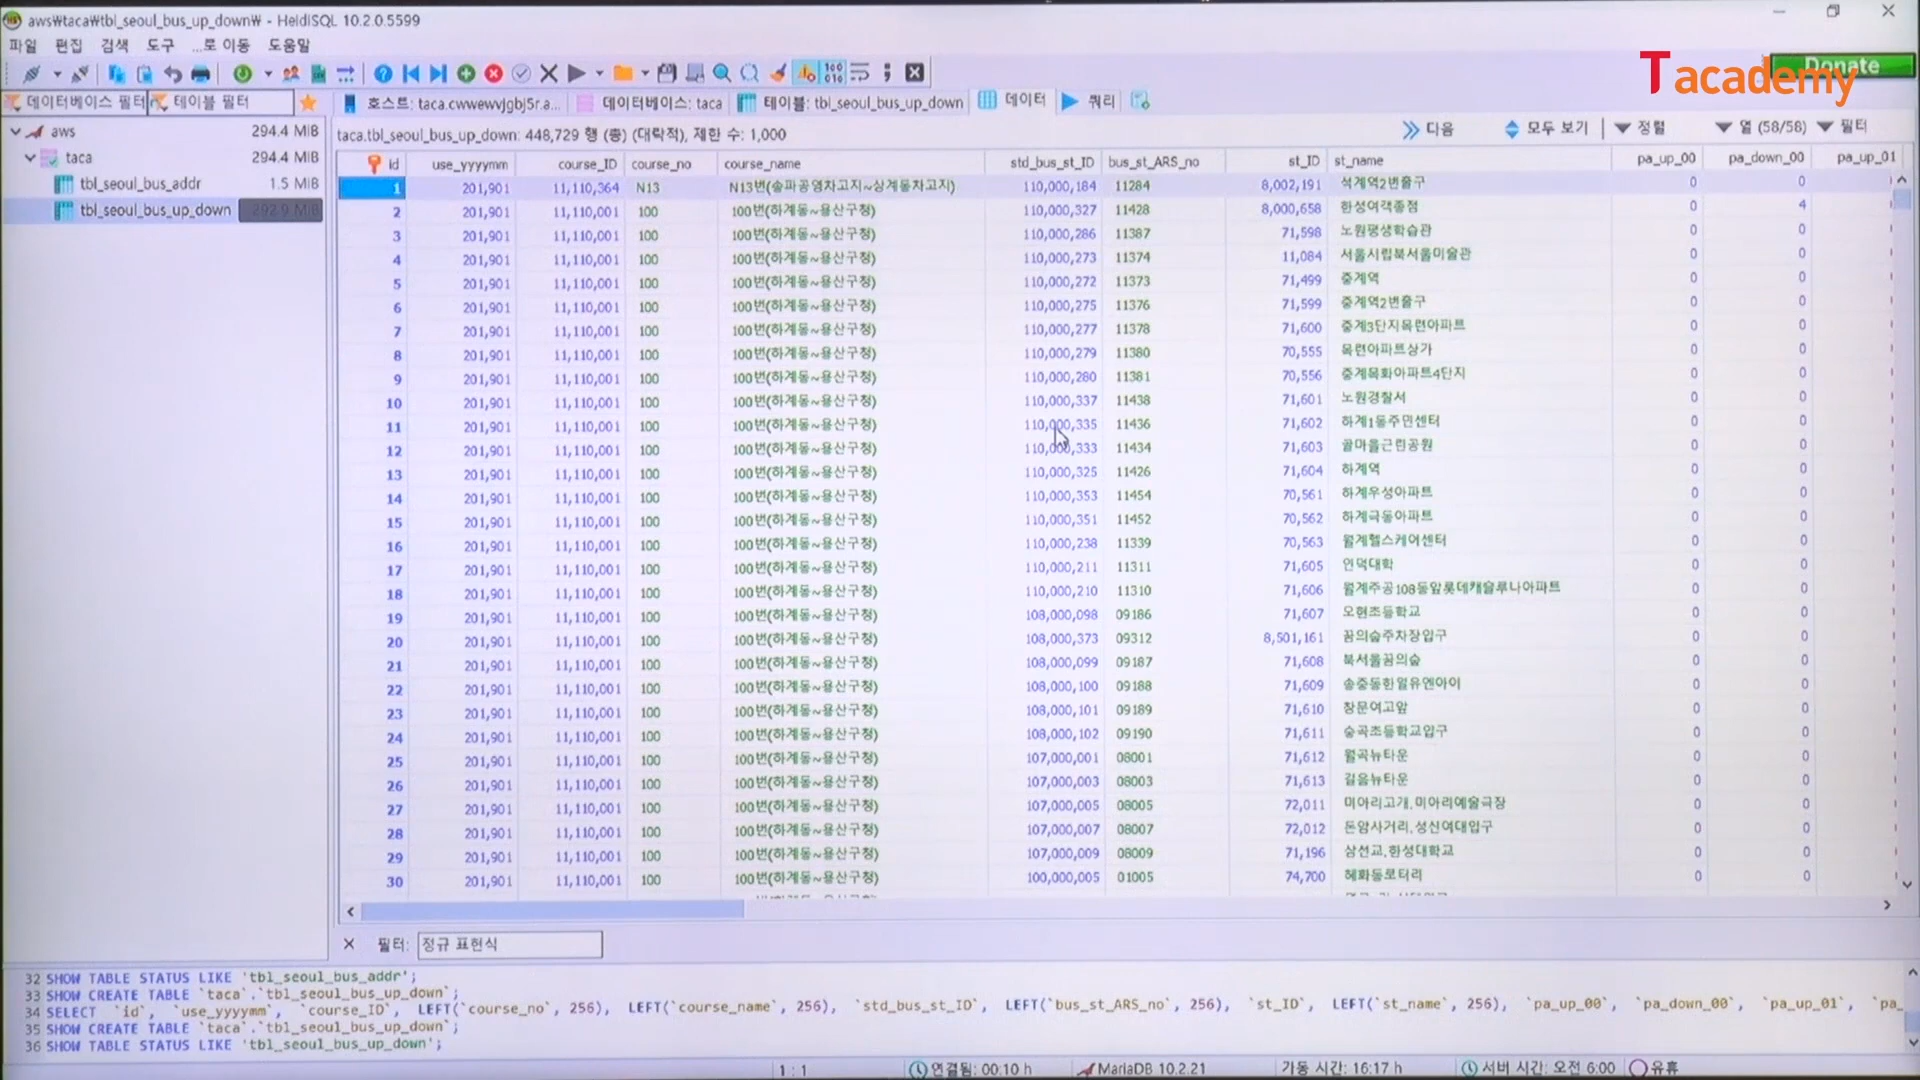 aws\taca\tbl_seoul_bus_up_down\ - HeidiSQL 10.2.0.5599
파일 편집 검색 도구 ...로 이동 도움말
Tacademy
Donate
데이터베이스 필터 테이블 필터 호스트: taca.cwwewvjgbj5r.a... 데이터베이스: taca 테이블: tbl_seoul_bus_up_down 데이터 쿼리
aws 294.4 MiB
taca 294.4 MiB
tbl_seoul_bus_addr 1.5 MiB
tbl_seoul_bus_up_down 292.9 MiB
taca.tbl_seoul_bus_up_down: 448,729 행 (총) (대략적), 제한 수: 1,000 다음 모두 보기 정렬 열 (58/58) 필터
id use_yyyymm course_ID course_no course_name std_bus_st_ID bus_st_ARS_no st_ID st_name pa_up_00 pa_down_00 pa_up_01
1 201,901 11,110,364 N13 N13번(송파공영차고지~상계동차고지) 110,000,184 11284 8,002,191 석계역2번출구 0 0
2 201,901 11,110,001 100 100번(하계동~용산구청) 110,000,327 11428 8,000,658 한성여객종점 0 4
3 201,901 11,110,001 100 100번(하계동~용산구청) 110,000,286 11387 71,598 노원평생학습관 0 0
4 201,901 11,110,001 100 100번(하계동~용산구청) 110,000,273 11374 11,084 서울시립북서울미술관 0 0
5 201,901 11,110,001 100 100번(하계동~용산구청) 110,000,272 11373 71,499 중계역 0 0
6 201,901 11,110,001 100 100번(하계동~용산구청) 110,000,275 11376 71,599 중계역2번출구 0 0
7 201,901 11,110,001 100 100번(하계동~용산구청) 110,000,277 11378 71,600 중계3단지목련아파트 0 0
8 201,901 11,110,001 100 100번(하계동~용산구청) 110,000,279 11380 70,555 목련아파트상가 0 0
9 201,901 11,110,001 100 100번(하계동~용산구청) 110,000,280 11381 70,556 중계목화아파트4단지 0 0
10 201,901 11,110,001 100 100번(하계동~용산구청) 110,000,337 11438 71,601 노원경찰서 0 0
11 201,901 11,110,001 100 100번(하계동~용산구청) 110,000,335 11436 71,602 하계1동주민센터 0 0
12 201,901 11,110,001 100 100번(하계동~용산구청) 110,000,333 11434 71,603 골마을근린공원 0 0
13 201,901 11,110,001 100 100번(하계동~용산구청) 110,000,325 11426 71,604 하계역 0 0
14 201,901 11,110,001 100 100번(하계동~용산구청) 110,000,353 11454 70,561 하계우성아파트 0 0
15 201,901 11,110,001 100 100번(하계동~용산구청) 110,000,351 11452 70,562 하계극동아파트 0 0
16 201,901 11,110,001 100 100번(하계동~용산구청) 110,000,238 11339 70,563 월계헬스케어센터 0 0
17 201,901 11,110,001 100 100번(하계동~용산구청) 110,000,211 11311 71,605 인덕대학 0 0
18 201,901 11,110,001 100 100번(하계동~용산구청) 110,000,210 11310 71,606 월계주공108동앞롯데캐슬루나아파트 0 0
19 201,901 11,110,001 100 100번(하계동~용산구청) 108,000,098 09186 71,607 오현초등학교 0 0
20 201,901 11,110,001 100 100번(하계동~용산구청) 108,000,373 09312 8,501,161 꿈의숲주차장입구 0 0
21 201,901 11,110,001 100 100번(하계동~용산구청) 108,000,099 09187 71,608 북서울꿈의숲 0 0
22 201,901 11,110,001 100 100번(하계동~용산구청) 108,000,100 09188 71,609 송중동한일유엔아이 0 0
23 201,901 11,110,001 100 100번(하계동~용산구청) 108,000,101 09189 71,610 창문여고앞 0 0
24 201,901 11,110,001 100 100번(하계동~용산구청) 108,000,102 09190 71,611 숭곡초등학교입구 0 0
25 201,901 11,110,001 100 100번(하계동~용산구청) 107,000,001 08001 71,612 월곡뉴타운 0 0
26 201,901 11,110,001 100 100번(하계동~용산구청) 107,000,003 08003 71,613 길음뉴타운 0 0
27 201,901 11,110,001 100 100번(하계동~용산구청) 107,000,005 08005 72,011 미아리고개.미아리예술극장 0 0
28 201,901 11,110,001 100 100번(하계동~용산구청) 107,000,007 08007 72,012 돈암사거리.성신여대입구 0 0
29 201,901 11,110,001 100 100번(하계동~용산구청) 107,000,009 08009 71,196 삼선교.한성대학교 0 0
30 201,901 11,110,001 100 100번(하계동~용산구청) 100,000,005 01005 74,700 혜화동로터리 0 0
필터: 정규 표현식
32 SHOW TABLE STATUS LIKE 'tbl_seoul_bus_addr';
33 SHOW CREATE TABLE `taca`.`tbl_seoul_bus_up_down`;
34 SELECT `id`, `use_yyyymm`, `course_ID`, LEFT(`course_no`, 256), LEFT(`course_name`, 256), `std_bus_st_ID`, LEFT(`bus_st_ARS_no`, 256), `st_ID`, LEFT(`st_name`, 256), `pa_up_00`, `pa_down_00`, `pa_up_01`, `pa_
35 SHOW CREATE TABLE `taca`.`tbl_seoul_bus_up_down`;
36 SHOW TABLE STATUS LIKE 'tbl_seoul_bus_up_down';
1 : 1 연결됨: 00:10 h MariaDB 10.2.21 가동 시간: 16:17 h 서버 시간: 오전 6:00 유휴